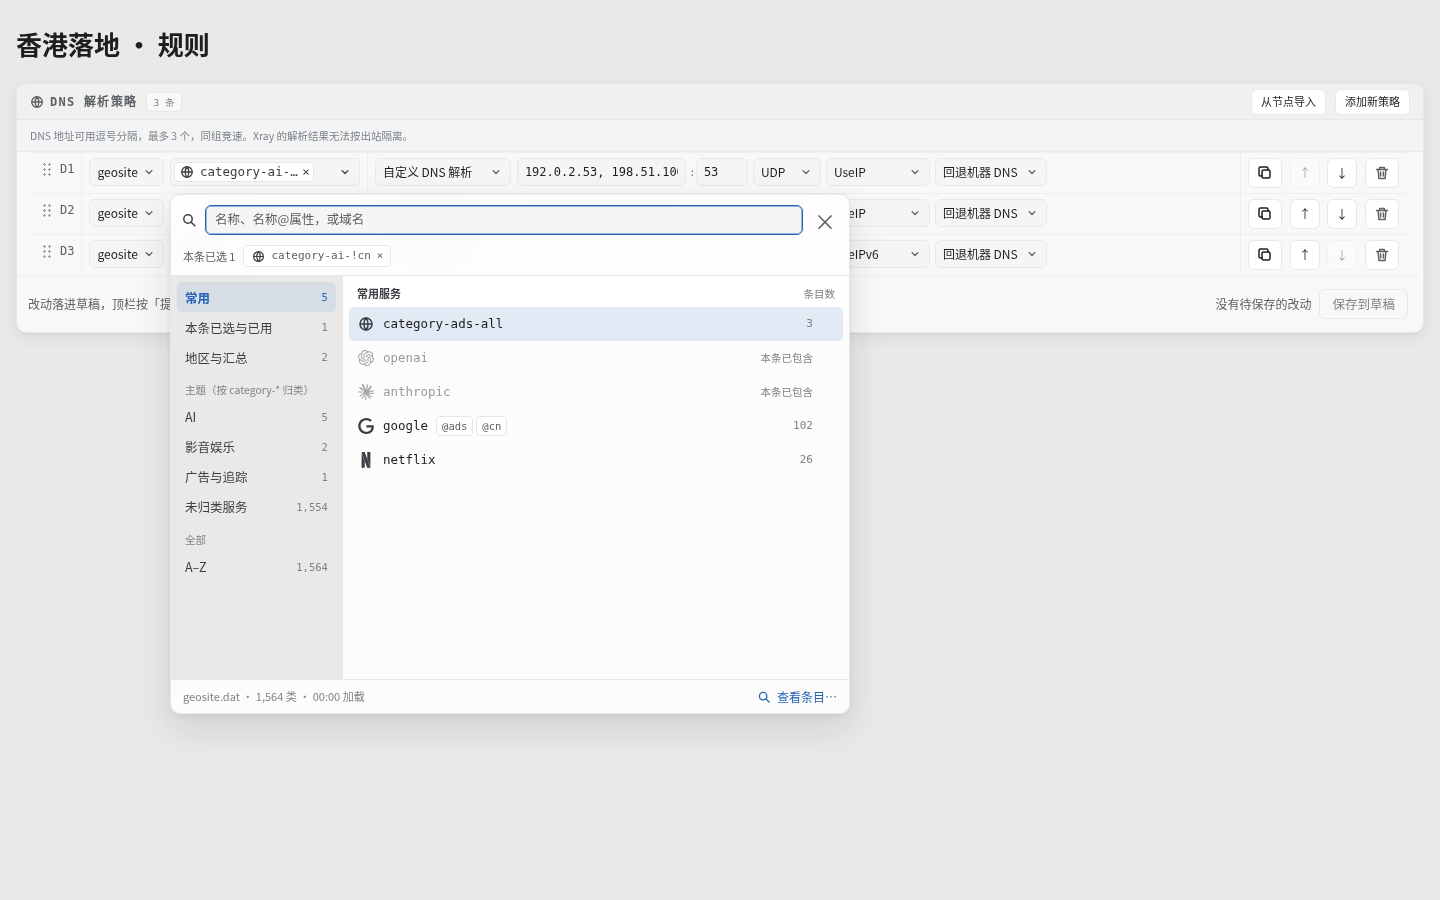 香港落地 · 规则
DNS 解析策略 3 条 从节点导入 添加新策略
DNS 地址可用逗号分隔，最多 3 个，同组竞速。Xray 的解析结果无法按出站隔离。
D1 geosite category-ai-… × 自定义 DNS 解析 192.0.2.53, 198.51.10 : 53 UDP UseIP 回退机器 DNS
D2 geosite eIP 回退机器 DNS
D3 geosite eIPv6 回退机器 DNS
改动落进草稿，顶栏按「提 没有待保存的改动 保存到草稿
名称、名称@属性，或域名
本条已选 1 category-ai-!cn ×
常用 5
本条已选与已用 1
地区与汇总 2
主题（按 category-* 归类）
AI 5
影音娱乐 2
广告与追踪 1
未归类服务 1,554
全部
A–Z 1,564
常用服务 条目数
category-ads-all 3
openai 本条已包含
anthropic 本条已包含
google @ads @cn 102
netflix 26
geosite.dat · 1,564 类 · 00:00 加载 查看条目…